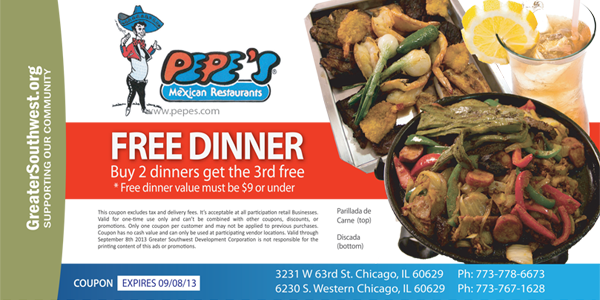 GreaterSouthwest.org
SUPPORTING OUR COMMUNITY
PEPE'S
Mexican Restaurants
www.pepes.com
FREE DINNER
Buy 2 dinners get the 3rd free
* Free dinner value must be $9 or under
This coupon excludes tax and delivery fees. It's acceptable at all participation retail Businesses.
Valid for one-time use only and can't be combined with other coupons, discounts, or
promotions. Only one coupon per customer and may not be applied to previous purchases.
Coupon has no cash value and can only be used at participating vendor locations. Valid through
September 8th 2013 Greater Southwest Development Corporation is not responsible for the
printing content of this ads or promotions.
Parillada de
Carne (top)
Discada
(bottom)
COUPON EXPIRES 09/08/13
3231 W 63rd St. Chicago, IL 60629 Ph: 773-778-6673
6230 S. Western Chicago, IL 60629 Ph: 773-767-1628